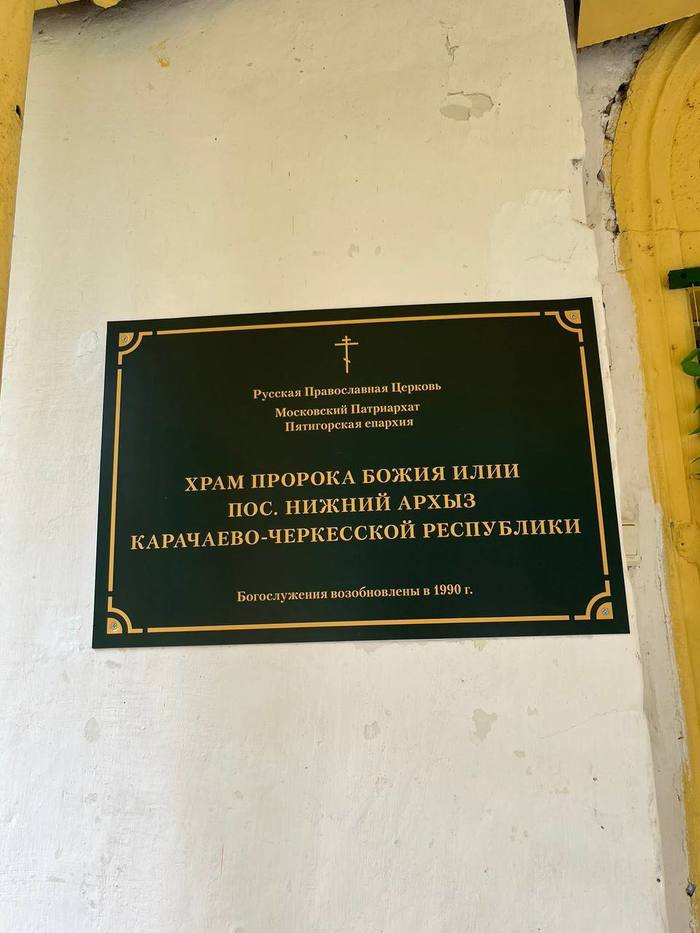 Русская Православная Церковь
Московский Патриархат
Пятигорская епархия
ХРАМ ПРОРОКА БОЖИЯ ИЛИИ
ПОС. НИЖНИЙ АРХЫЗ
КАРАЧАЕВО-ЧЕРКЕССКОЙ РЕСПУБЛИКИ
Богослужения возобновлены в 1990 г.